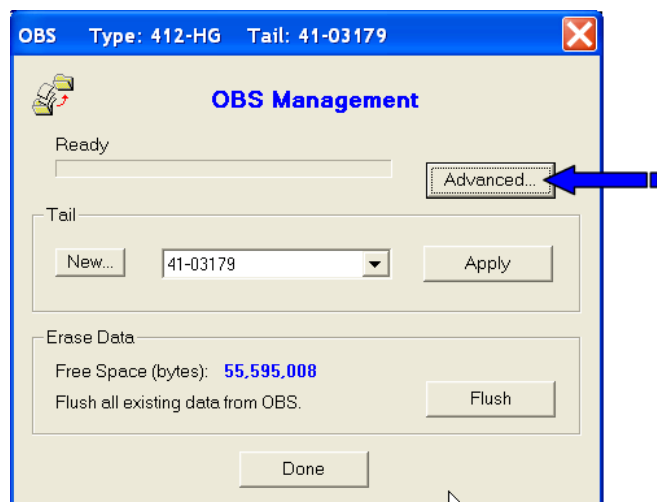 OBS Type: 412-HG Tail: 41-03179
OBS Management
Ready
Advanced...
Tail
New...
41-03179
Apply
Erase Data
Free Space (bytes): 55,595,008
Flush all existing data from OBS.
Flush
Done